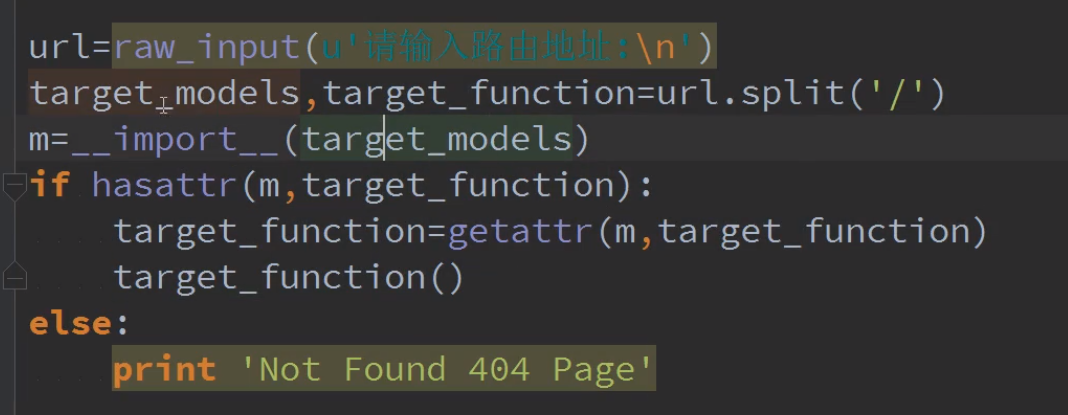 url=raw_input(u'请输入路由地址:\n')
target_models,target_function=url.split('/')
m=__import__(target_models)
if hasattr(m,target_function):
    target_function=getattr(m,target_function)
    target_function()
else:
    print 'Not Found 404 Page'